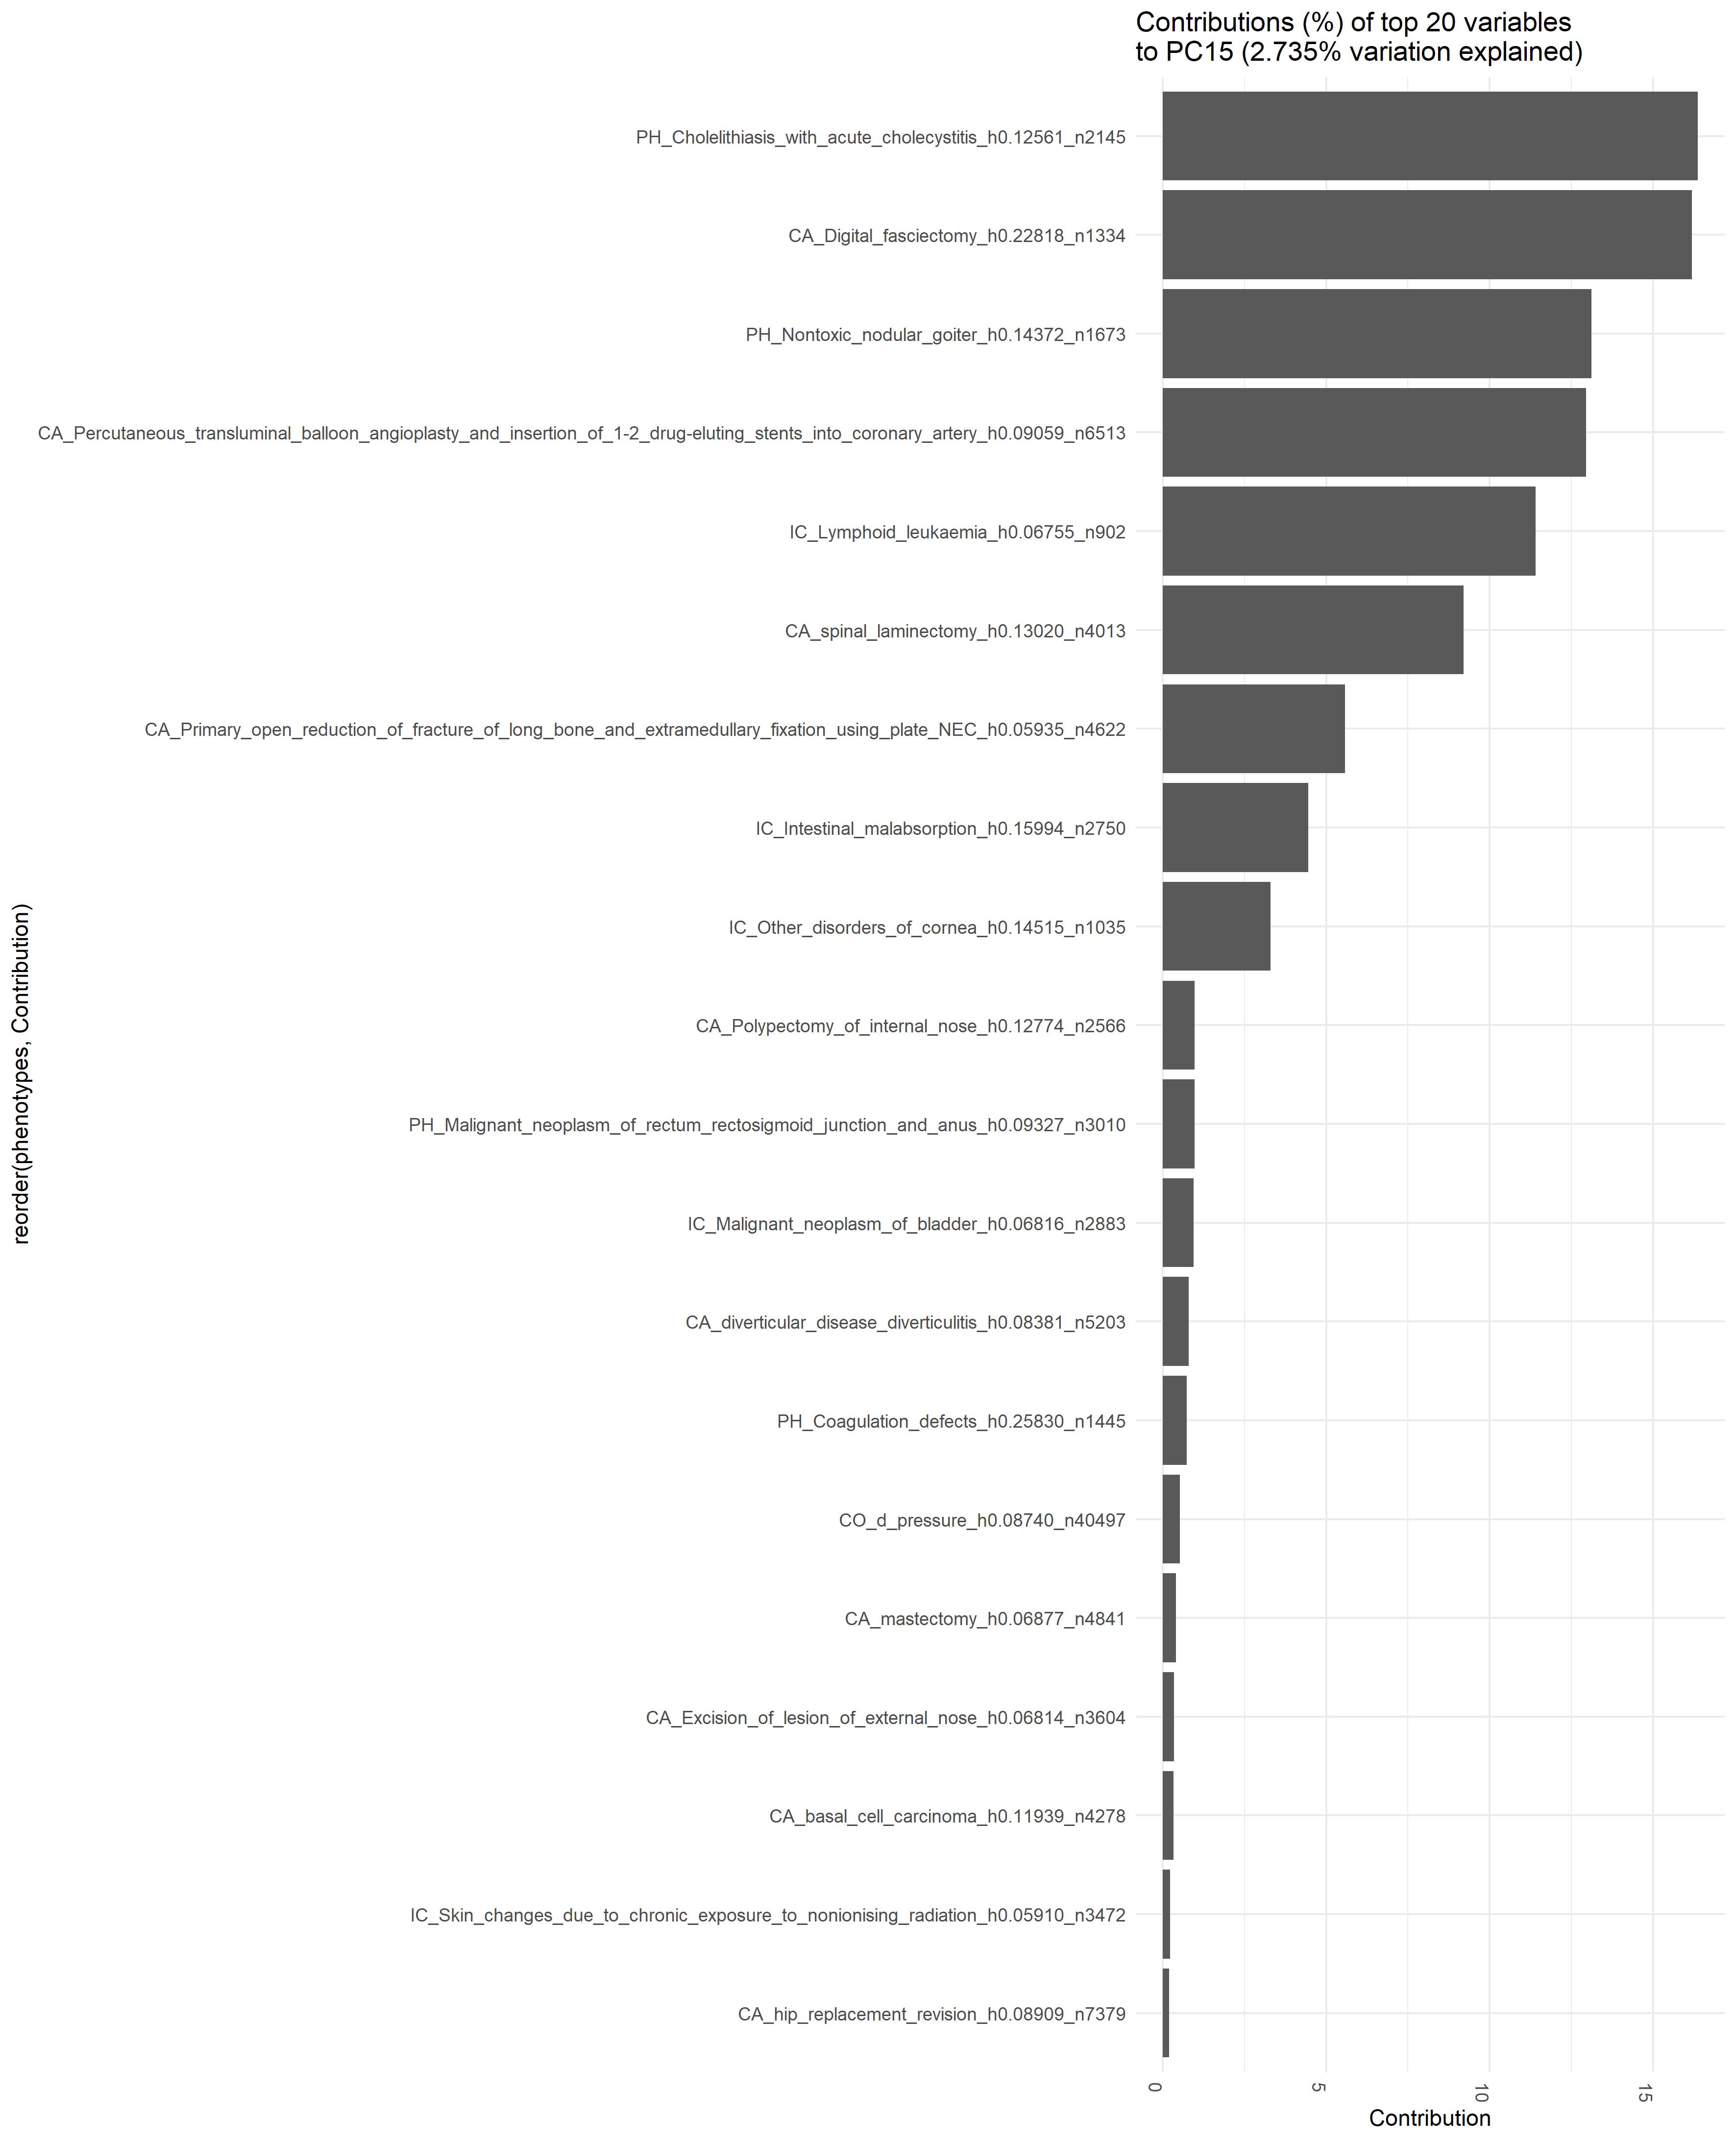 Contributions (%) of top 20 variables
to PC15 (2.735% variation explained)
PH_Cholelithiasis_with_acute_cholecystitis_h0.12561_n2145
CA_Digital_fasciectomy_h0.22818_n1334
PH_Nontoxic_nodular_goiter_h0.14372_n1673
CA_Percutaneous_transluminal_balloon_angioplasty_and_insertion_of_1-2_drug-eluting_stents_into_coronary_artery_h0.09059_n6513
IC_Lymphoid_leukaemia_h0.06755_n902
CA_spinal_laminectomy_h0.13020_n4013
CA_Primary_open_reduction_of_fracture_of_long_bone_and_extramedullary_fixation_using_plate_NEC_h0.05935_n4622
IC_Intestinal_malabsorption_h0.15994_n2750
IC_Other_disorders_of_cornea_h0.14515_n1035
CA_Polypectomy_of_internal_nose_h0.12774_n2566
PH_Malignant_neoplasm_of_rectum_rectosigmoid_junction_and_anus_h0.09327_n3010
IC_Malignant_neoplasm_of_bladder_h0.06816_n2883
CA_diverticular_disease_diverticulitis_h0.08381_n5203
PH_Coagulation_defects_h0.25830_n1445
CO_d_pressure_h0.08740_n40497
CA_mastectomy_h0.06877_n4841
CA_Excision_of_lesion_of_external_nose_h0.06814_n3604
CA_basal_cell_carcinoma_h0.11939_n4278
IC_Skin_changes_due_to_chronic_exposure_to_nonionising_radiation_h0.05910_n3472
CA_hip_replacement_revision_h0.08909_n7379
reorder(phenotypes, Contribution)
0
5
10
15
Contribution